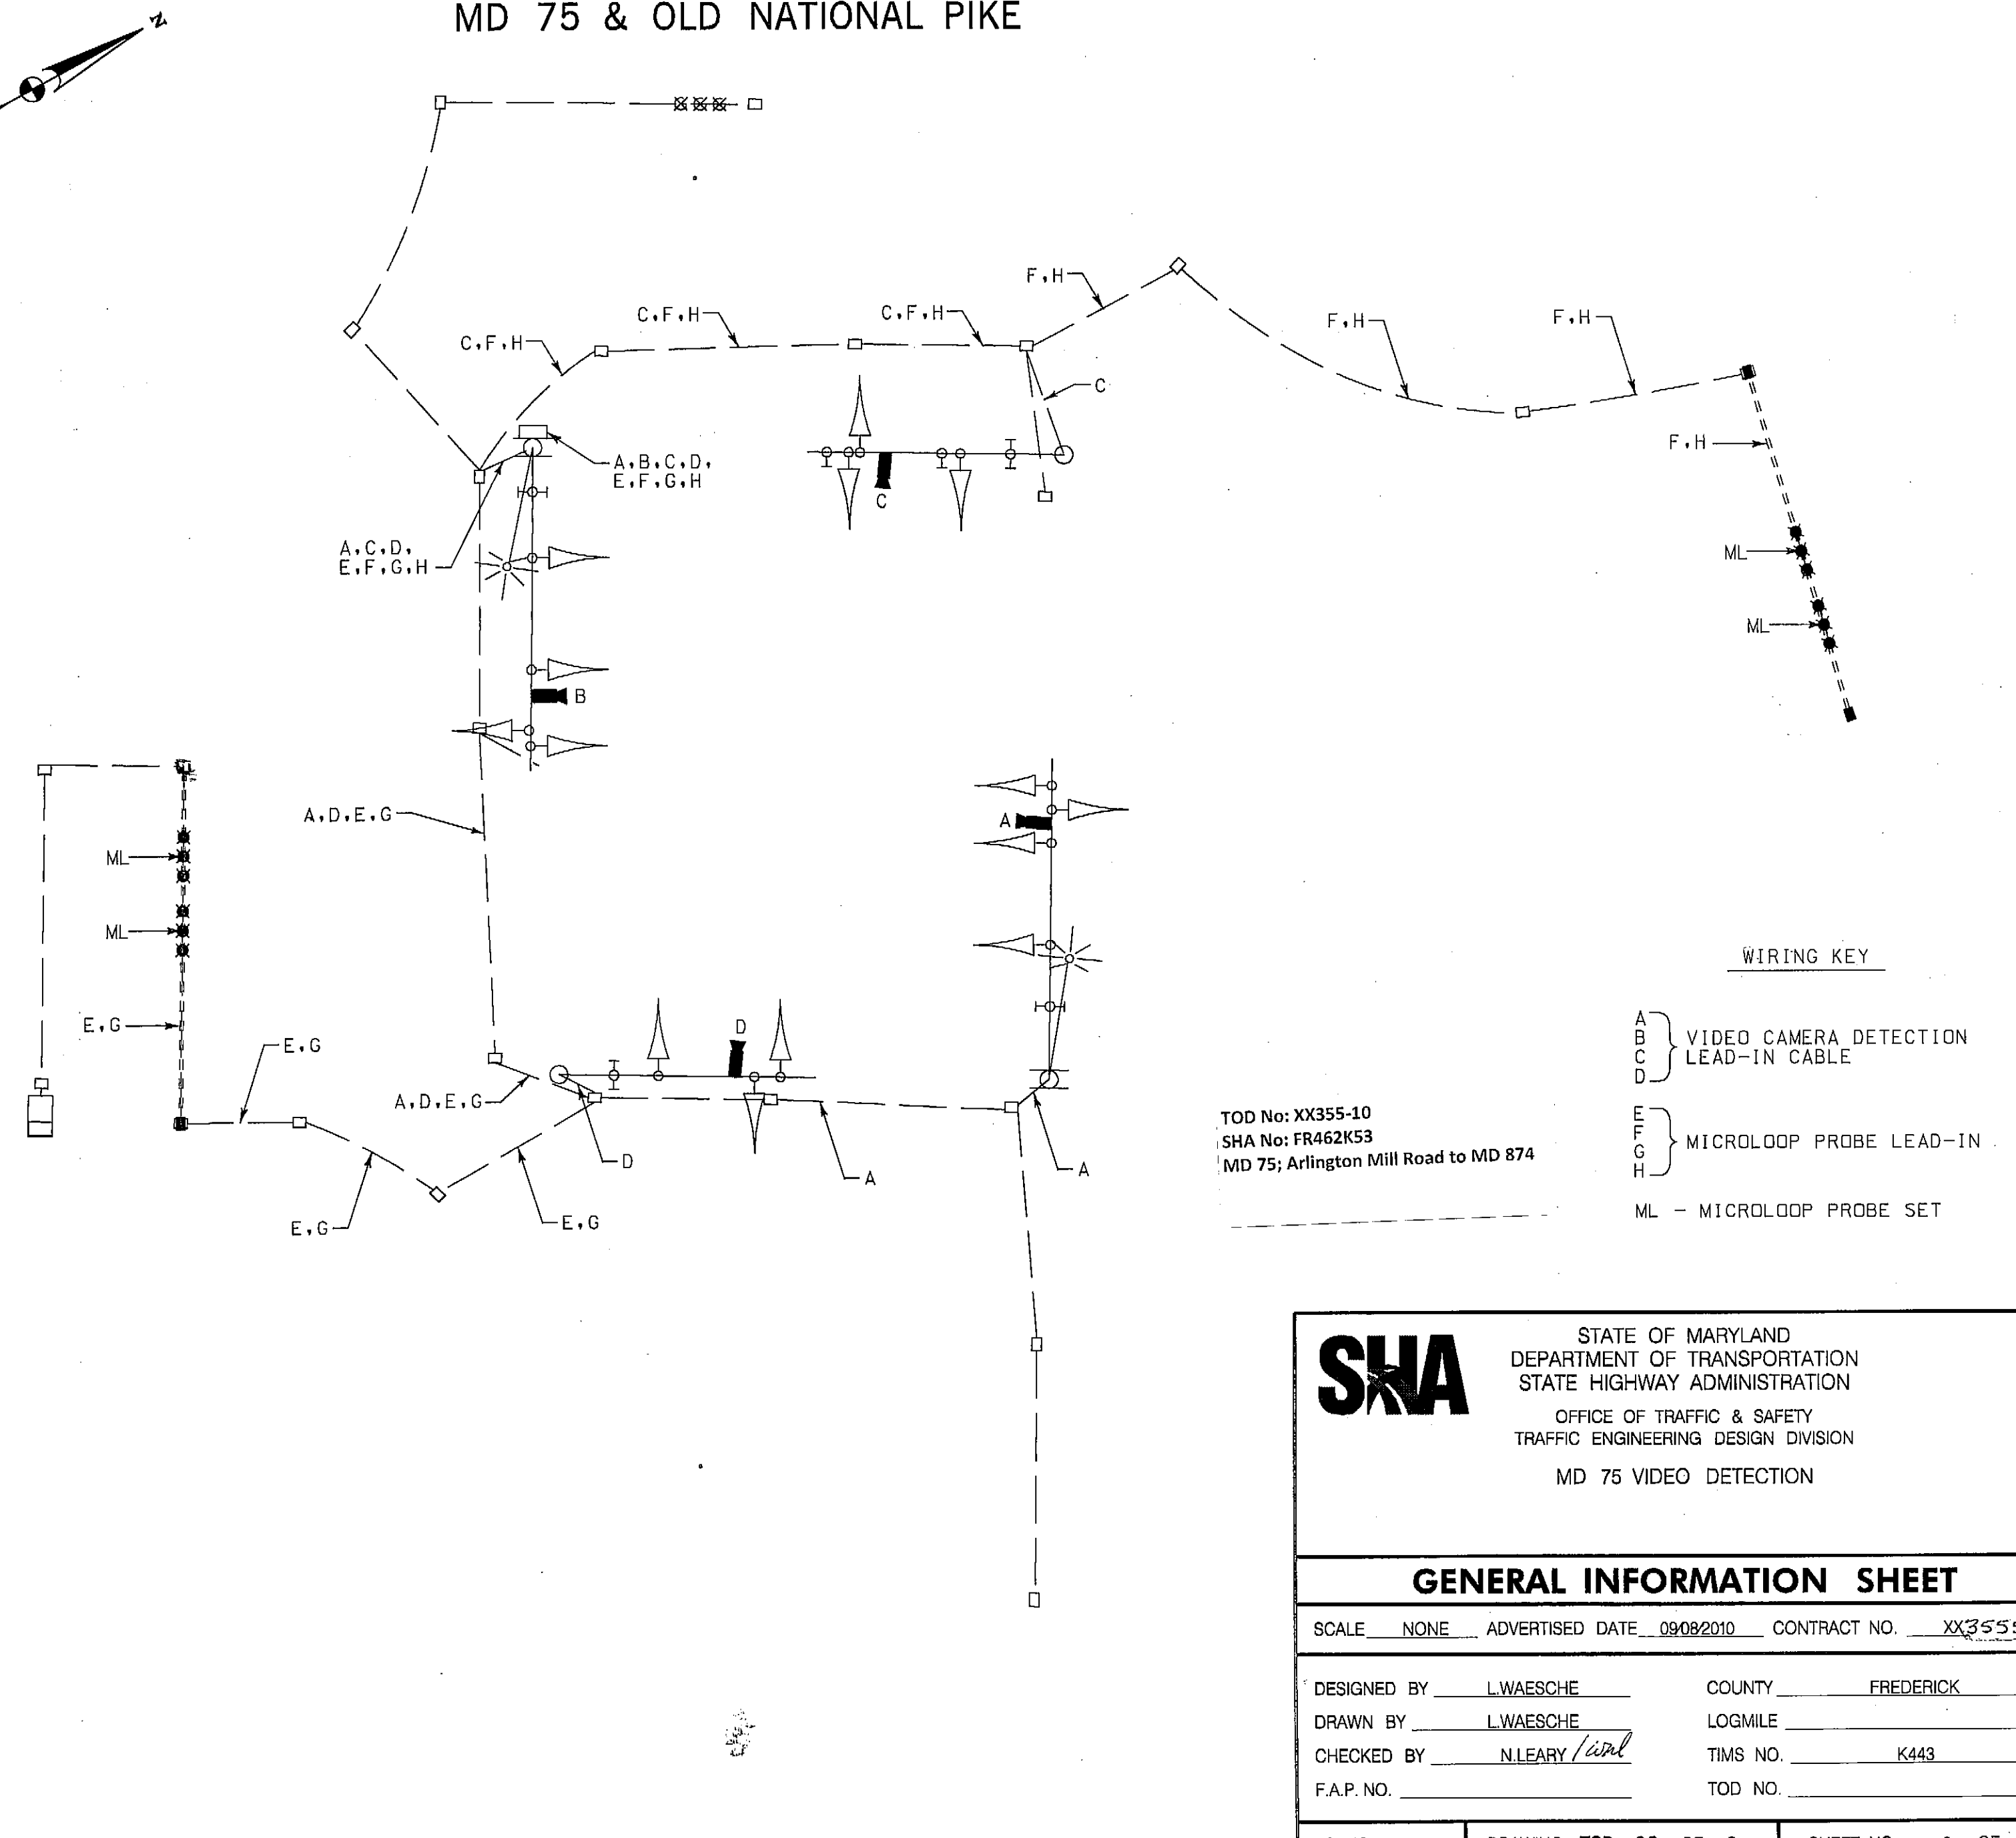 MD 75 & OLD NATIONAL PIKE
N
F,H
C,F,H
C,F,H
C,F,H
F,H
F,H
C
F,H
A,B,C,D,
E,F,G,H
C
A,C,D,
E,F,G,H
ML
ML
B
A,D,E,G
A
ML
ML
E,G
E,G
D
A,D,E,G
D
A
A
E,G
E,G
WIRING KEY
A
B
C
D
VIDEO CAMERA DETECTION
LEAD-IN CABLE
E
F
G
H
MICROLOOP PROBE LEAD-IN
ML - MICROLOOP PROBE SET
TOD No: XX355-10
SHA No: FR462K53
MD 75; Arlington Mill Road to MD 874
SHA
STATE OF MARYLAND
DEPARTMENT OF TRANSPORTATION
STATE HIGHWAY ADMINISTRATION
OFFICE OF TRAFFIC & SAFETY
TRAFFIC ENGINEERING DESIGN DIVISION
MD 75 VIDEO DETECTION
GENERAL INFORMATION SHEET
SCALE NONE ADVERTISED DATE 09/08/2010 CONTRACT NO. XX3555
DESIGNED BY L.WAESCHE COUNTY FREDERICK
DRAWN BY L.WAESCHE LOGMILE
CHECKED BY N.LEARY TIMS NO. K443
F.A.P. NO. TOD NO.